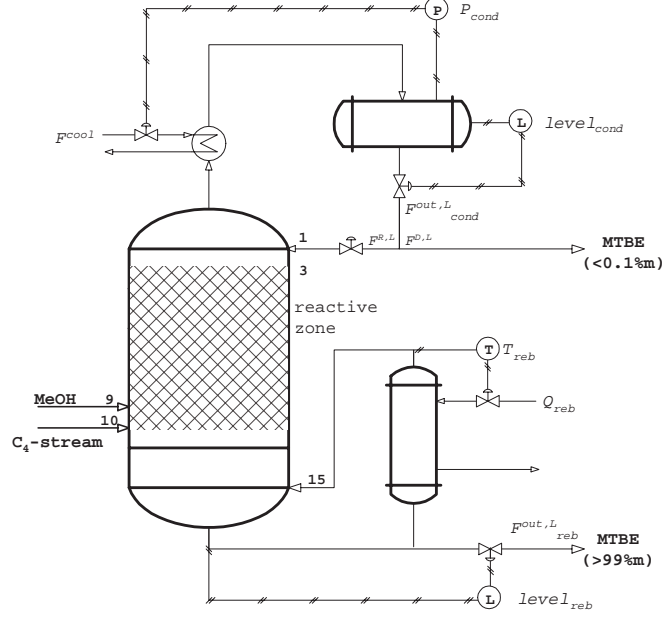 P P_cond
F^cool
L level_cond
F^out,L_cond
1 F^R,L F^D,L
MTBE
(<0.1%m)
3
reactive
zone
T T_reb
MeOH 9
Q_reb
10
C₄-stream
15
F^out,L_reb
MTBE
(>99%m)
L level_reb